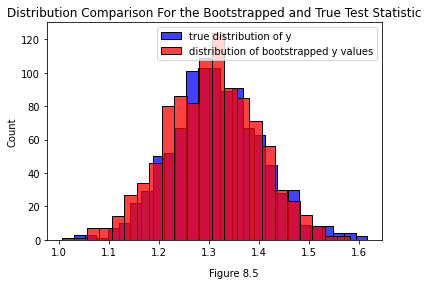 Distribution Comparison For the Bootstrapped and True Test Statistic
true distribution of y
distribution of bootstrapped y values
Count
120
100
80
60
40
20
0
1.0 1.1 1.2 1.3 1.4 1.5 1.6
Figure 8.5